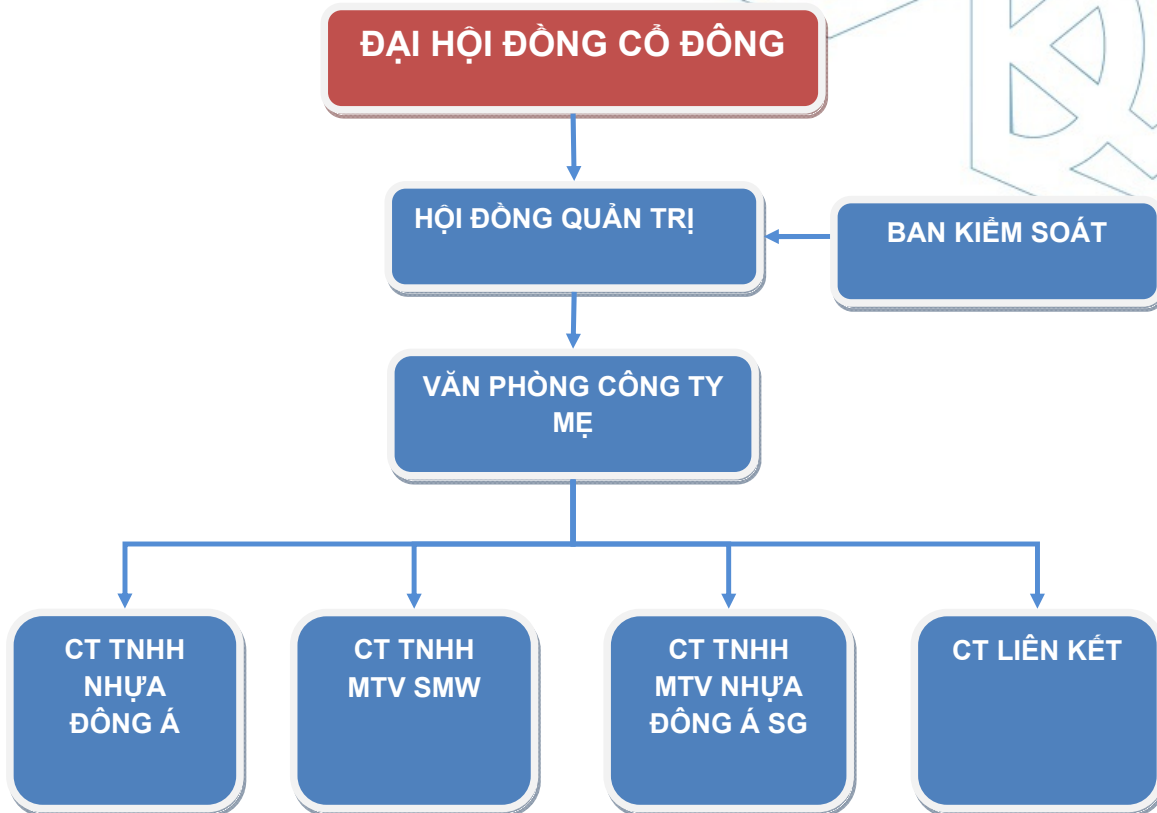 ĐẠI HỘI ĐỒNG CỔ ĐÔNG
HỘI ĐỒNG QUẢN TRỊ
BAN KIỂM SOÁT
VĂN PHÒNG CÔNG TY
MẸ
CT TNHH
NHỰA
ĐÔNG Á
CT TNHH
MTV SMW
CT TNHH
MTV NHỰA
ĐÔNG Á SG
CT LIÊN KẾT